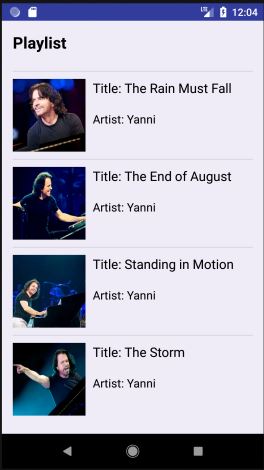 LTE 12:04
Playlist
Title: The Rain Must Fall
Artist: Yanni
Title: The End of August
Artist: Yanni
Title: Standing in Motion
Artist: Yanni
Title: The Storm
Artist: Yanni